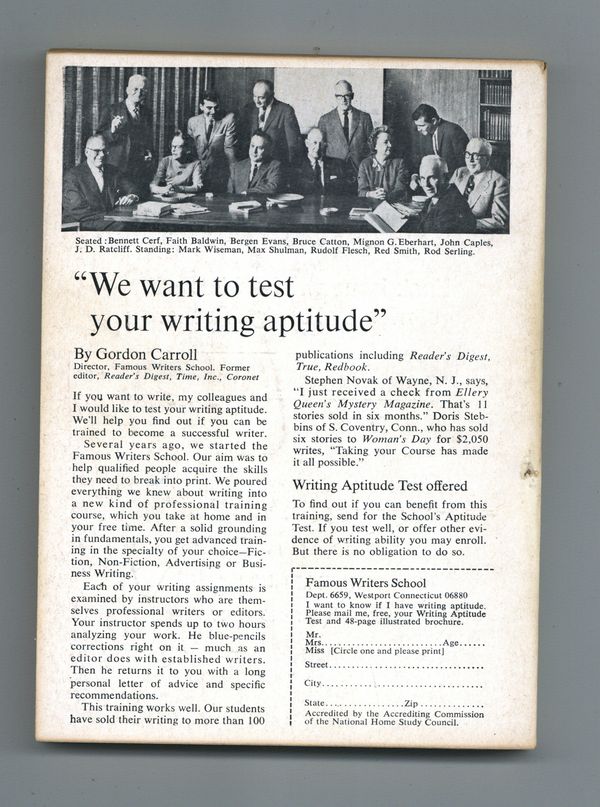 Seated :Bennett Cerf, Faith Baldwin, Bergen Evans, Bruce Catton, Mignon G. Eberhart, John Caples,
J. D. Ratcliff. Standing: Mark Wiseman, Max Shulman, Rudolf Flesch, Red Smith, Rod Serling.
“We want to test
your writing aptitude”
By Gordon Carroll
Director, Famous Writers School. Former
editor, Reader's Digest, Time, Inc., Coronet
If you want to write, my colleagues and
I would like to test your writing aptitude.
We'll help you find out if you can be
trained to become a successful writer.
Several years ago, we started the
Famous Writers School. Our aim was to
help qualified people acquire the skills
they need to break into print. We poured
everything we knew about writing into
a new kind of professional training
course, which you take at home and in
your free time. After a solid grounding
in fundamentals, you get advanced train-
ing in the specialty of your choice—Fic-
tion, Non-Fiction, Advertising or Busi-
ness Writing.
Each of your writing assignments is
examined by instructors who are them-
selves professional writers or editors.
Your instructor spends up to two hours
analyzing your work. He blue-pencils
corrections right on it — much as an
editor does with established writers.
Then he returns it to you with a long
personal letter of advice and specific
recommendations.
This training works well. Our students
have sold their writing to more than 100
publications including Reader's Digest,
True, Redbook.
Stephen Novak of Wayne, N. J., says,
“I just received a check from Ellery
Queen's Mystery Magazine. That's 11
stories sold in six months.” Doris Steb-
bins of S. Coventry, Conn., who has sold
six stories to Woman's Day for $2,050
writes, “Taking your Course has made
it all possible.”
Writing Aptitude Test offered
To find out if you can benefit from this
training, send for the School's Aptitude
Test. If you test well, or offer other evi-
dence of writing ability you may enroll.
But there is no obligation to do so.
Famous Writers School
Dept. 6659, Westport Connecticut 06880
I want to know if I have writing aptitude.
Please mail me, free, your Writing Aptitude
Test and 48-page illustrated brochure.
Mr.
Mrs..........................Age......
Miss [Circle one and please print]
Street................................
City..................................
State..................Zip.............
Accredited by the Accrediting Commission
of the National Home Study Council.